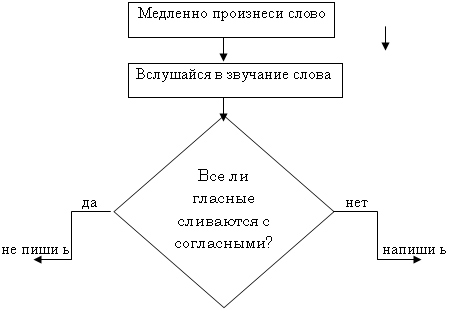 Медленно произнеси слово
Вслушайся в звучание слова
Все ли
гласные
сливаются с
согласными?
да
нет
не пиши ь
напиши ь